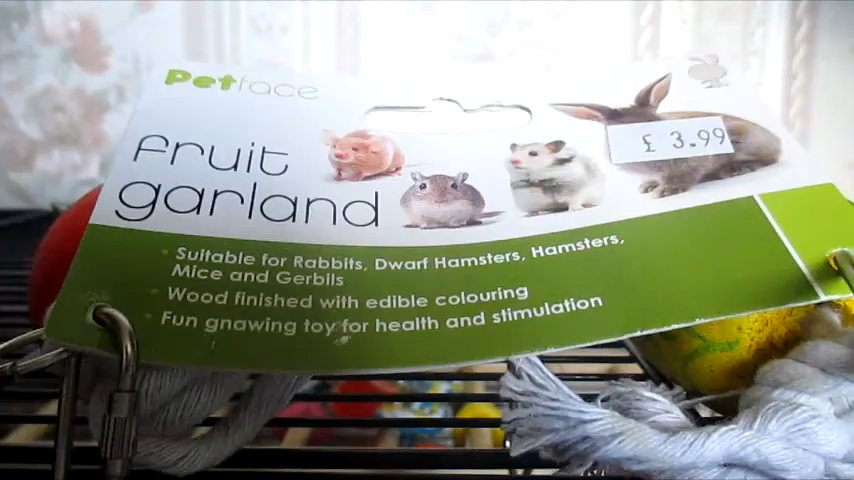 Petface
£ 3.99
fruit
garland
Suitable for Rabbits, Dwarf Hamsters, Hamsters,
Mice and Gerbils
Wood finished with edible colouring
Fun gnawing toy for health and stimulation